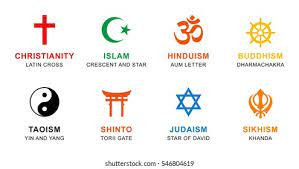 CHRISTIANITY
LATIN CROSS
ISLAM
CRESCENT AND STAR
HINDUISM
AUM LETTER
BUDDHISM
DHARMACHAKRA
TAOISM
YIN AND YANG
SHINTO
TORII GATE
JUDAISM
STAR OF DAVID
SIKHISM
KHANDA
shutterstock.com · 546804619